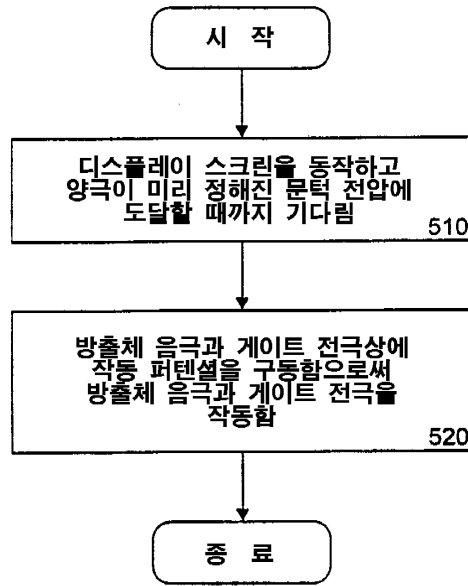 시 작
디스플레이 스크린을 동작하고
양극이 미리 정해진 문턱 전압에
도달할 때까지 기다림
510
방출체 음극과 게이트 전극상에
작동 퍼텐셜을 구동함으로써
방출체 음극과 게이트 전극을
작동함
520
종 료